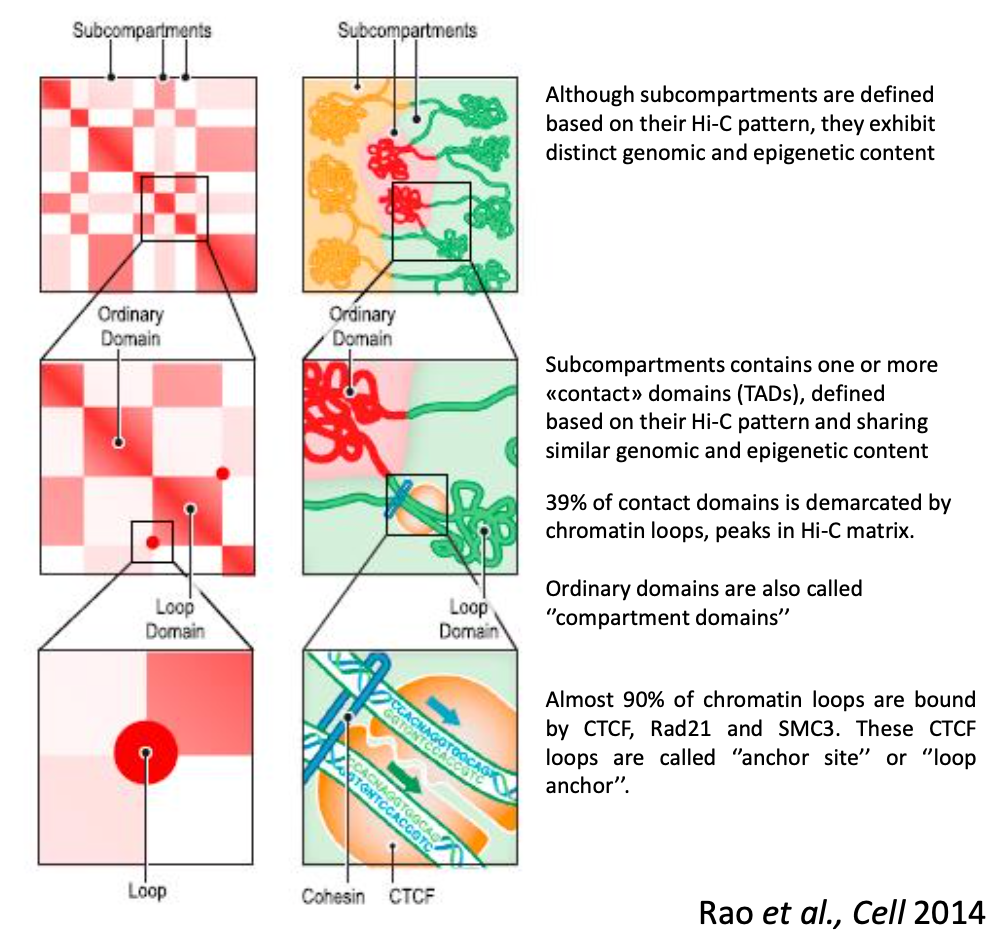 Subcompartments
Subcompartments
Although subcompartments are defined
based on their Hi-C pattern, they exhibit
distinct genomic and epigenetic content
Ordinary
Domain
Ordinary
Domain
Subcompartments contains one or more
«contact» domains (TADs), defined
based on their Hi-C pattern and sharing
similar genomic and epigenetic content
39% of contact domains is demarcated by
chromatin loops, peaks in Hi-C matrix.
Ordinary domains are also called
‘’compartment domains’’
Loop
Domain
Loop
Domain
Almost 90% of chromatin loops are bound
by CTCF, Rad21 and SMC3. These CTCF
loops are called ‘’anchor site’’ or ‘’loop
anchor’’.
Loop
Cohesin
CTCF
Rao et al., Cell 2014